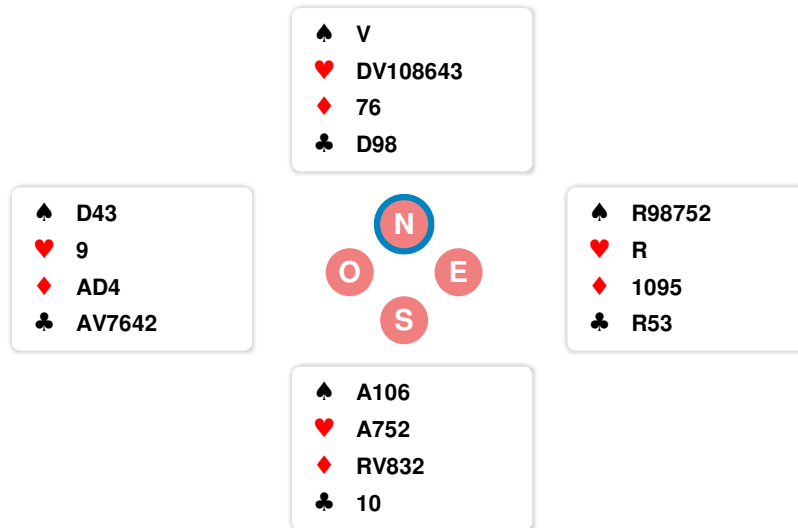 ♠ V
♥ DV108643
♦ 76
♣ D98
♠ D43
♥ 9
♦ AD4
♣ AV7642
N
O
E
S
♠ R98752
♥ R
♦ 1095
♣ R53
♠ A106
♥ A752
♦ RV832
♣ 10